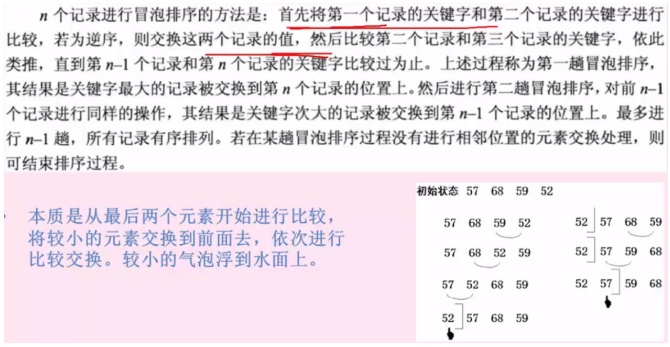 n 个记录进行冒泡排序的方法是：首先将第一个记录的关键字和第二个记录的关键字进行
比较，若为逆序，则交换这两个记录的值，然后比较第二个记录和第三个记录的关键字，依此
类推，直到第 n–1 个记录和第 n 个记录的关键字比较过为止。上述过程称为第一趟冒泡排序，
其结果是关键字最大的记录被交换到第 n 个记录的位置上。然后进行第二趟冒泡排序，对前 n–1
个记录进行同样的操作，其结果是关键字次大的记录被交换到第 n–1 个记录的位置上。最多进
行 n–1 趟，所有记录有序排列。若在某趟冒泡排序过程没有进行相邻位置的元素交换处理，则
可结束排序过程。
本质是从最后两个元素开始进行比较，
将较小的元素交换到前面去，依次进行
比较交换。较小的气泡浮到水面上。
初始状态 57 68 59 52
57 68 59 52
57 68 52 59
57 52 68 59
52 57 68 59
52 57 68 59
52 57 59 68
52 57 59 68